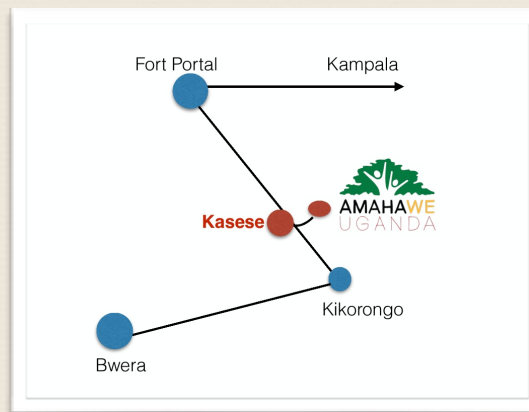 Fort Portal
Kampala
Kasese
AMAHAWE
UGANDA
Kikorongo
Bwera